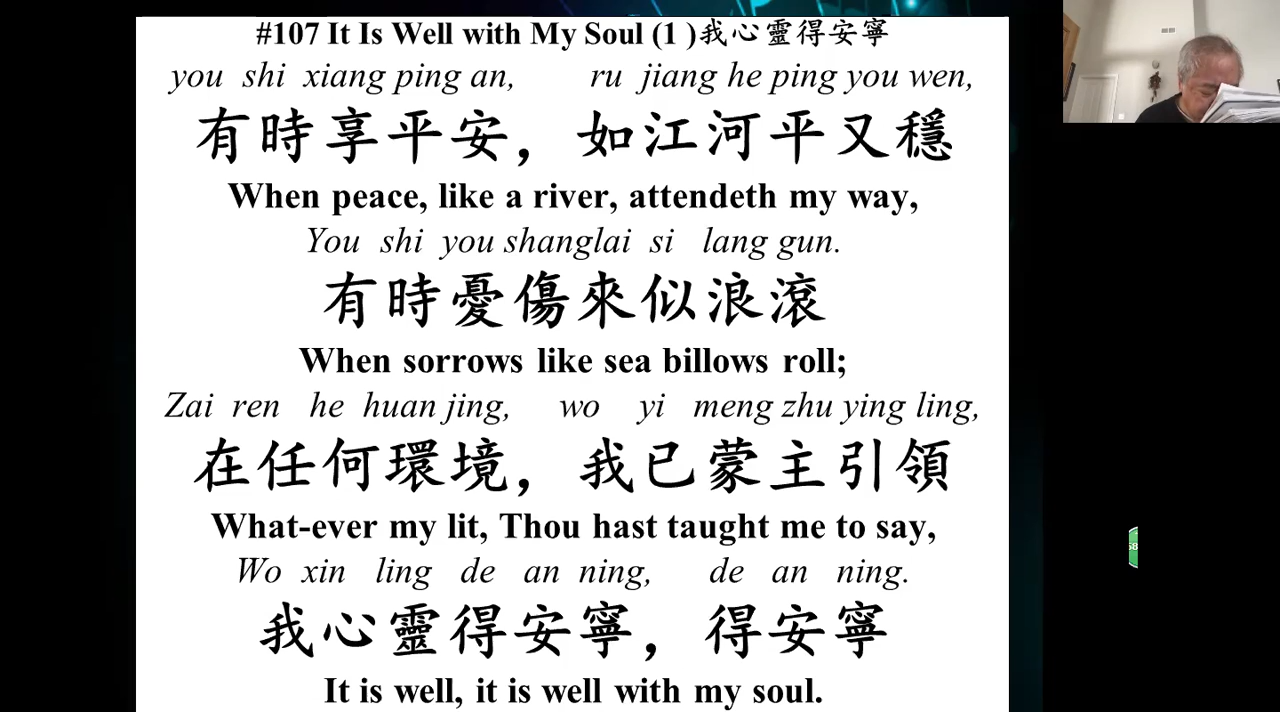 #107 It Is Well with My Soul (1 )我心靈得安寧
you shi xiang ping an, ru jiang he ping you wen,
有時享平安，如江河平又穩
When peace, like a river, attendeth my way,
You shi you shanglai si lang gun.
有時憂傷來似浪滾
When sorrows like sea billows roll;
Zai ren he huan jing, wo yi meng zhu ying ling,
在任何環境，我已蒙主引領
What-ever my lit, Thou hast taught me to say,
Wo xin ling de an ning, de an ning.
我心靈得安寧，得安寧
It is well, it is well with my soul.